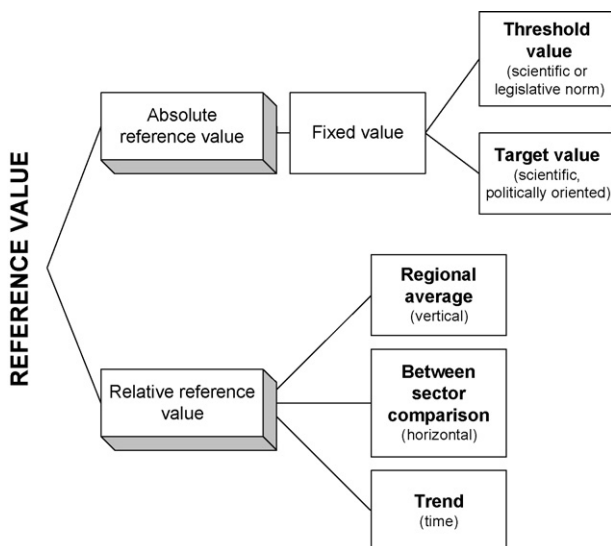 REFERENCE VALUE
Absolute
reference value
Fixed value
Threshold
value
(scientific or
legislative norm)
Target value
(scientific,
politically oriented)
Relative reference
value
Regional
average
(vertical)
Between
sector
comparison
(horizontal)
Trend
(time)